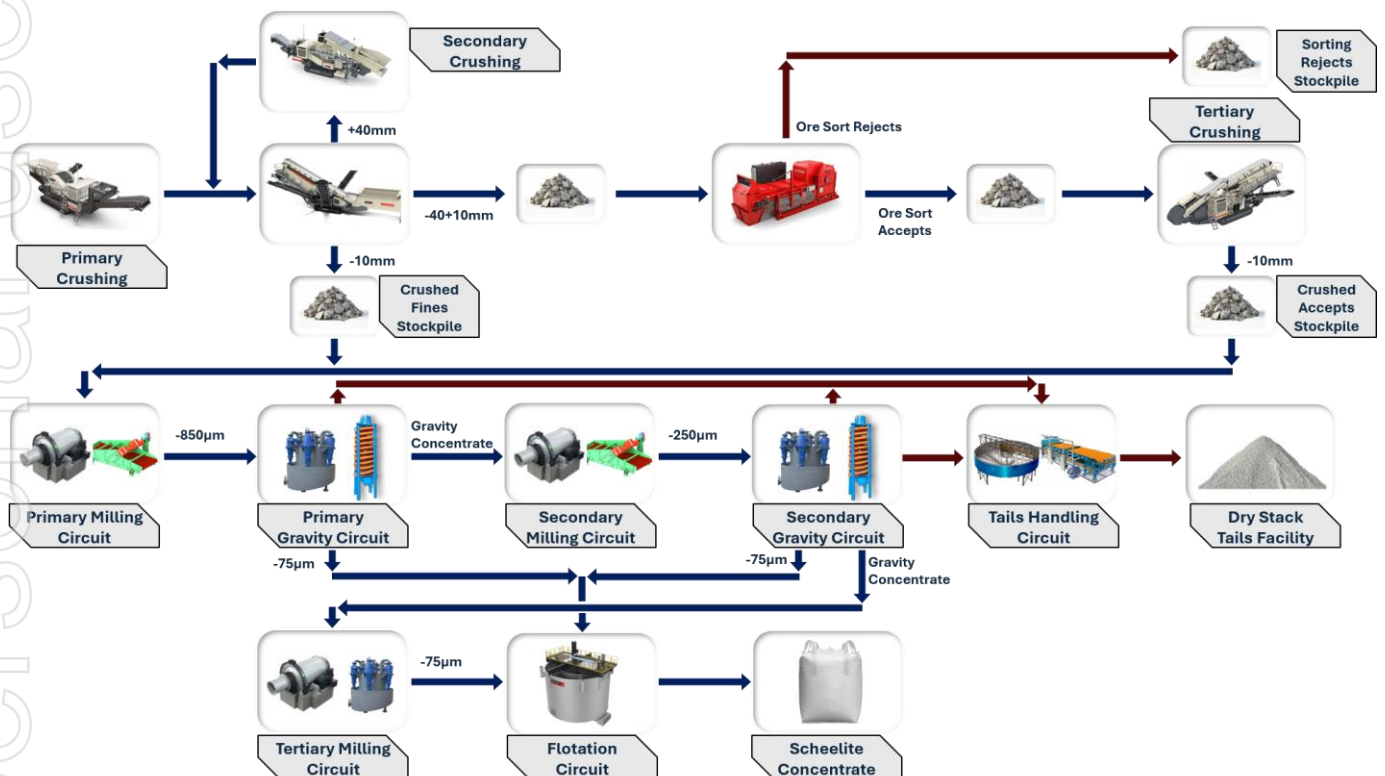 Secondary
Crushing
Sorting
Rejects
Stockpile
+40mm
Ore Sort Rejects
Tertiary
Crushing
Primary
Crushing
-40+10mm
Ore Sort
Accepts
-10mm
-10mm
Crushed
Fines
Stockpile
Crushed
Accepts
Stockpile
-850µm
Gravity
Concentrate
-250µm
Primary Milling
Circuit
Primary
Gravity Circuit
Secondary
Milling Circuit
Secondary
Gravity Circuit
Tails Handling
Circuit
Dry Stack
Tails Facility
-75µm
-75µm
Gravity
Concentrate
-75µm
Tertiary Milling
Circuit
Flotation
Circuit
Scheelite
Concentrate